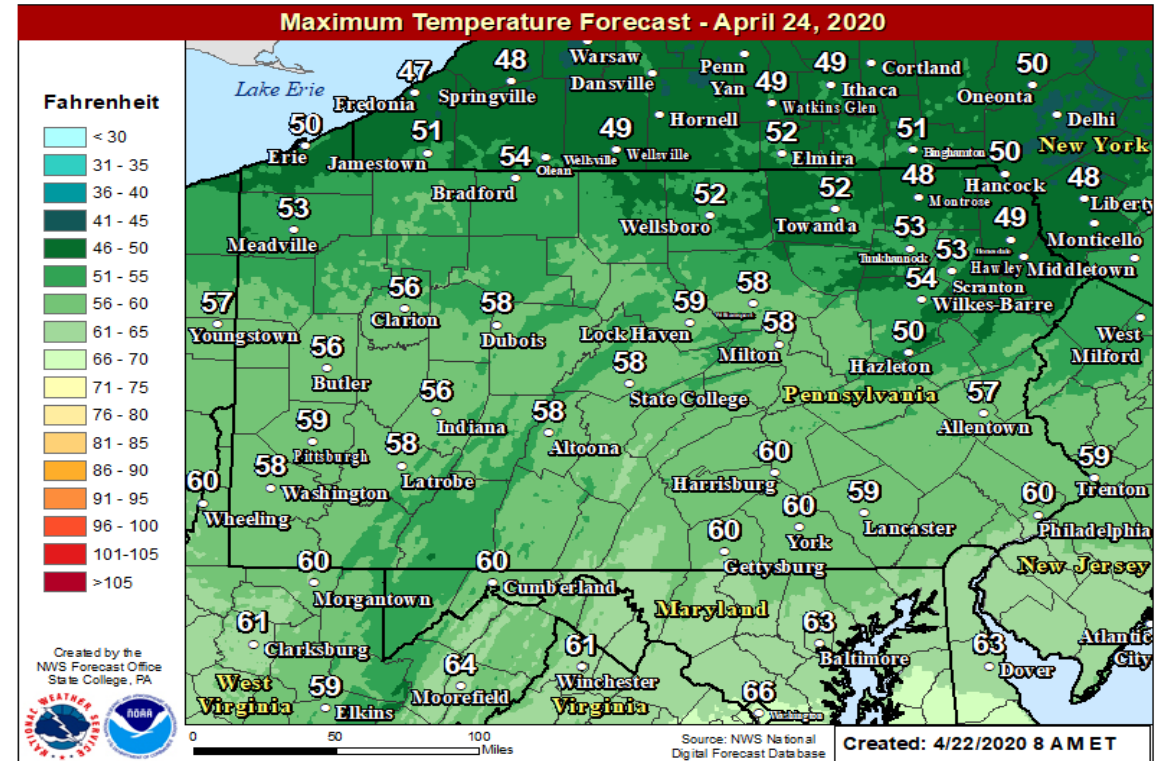 Maximum Temperature Forecast - April 24, 2020
Fahrenheit
< 30
31 - 35
36 - 40
41 - 45
46 - 50
51 - 55
56 - 60
61 - 65
66 - 70
71 - 75
76 - 80
81 - 85
86 - 90
91 - 95
96 - 100
101-105
>105
Created by the
NWS Forecast Office
State College, PA
NATIONAL WEATHER SERVICE
NOAA
Lake Erie
47
Fredonia
48
Springville
Warsaw
Dansville
Penn
Yan
49
Watkins Glen
49
Ithaca
Cortland
50
Oneonta
Delhi
New York
50
Erie
51
Jamestown
54
Bradford
Olean
Wellsville
49
Wellsville
Hornell
52
Elmira
51
Binghamton
50
Hancock
48
Liberty
Monticello
53
Meadville
52
Wellsboro
52
Towanda
48
Montrose
49
Hawley
Middletown
53
Tunkhannock
53
Scranton
54
Wilkes-Barre
57
Youngstown
56
Clarion
58
Dubois
59
Lock Haven
58
58
Milton
50
Hazleton
West
Milford
56
Butler
58
State College
Pennsylvania
57
Allentown
56
Indiana
58
Altoona
59
Pittsburgh
58
Latrobe
58
Washington
60
Wheeling
60
Harrisburg
59
Trenton
60
York
59
Lancaster
60
Philadelphia
60
Gettysburg
New Jersey
60
Morgantown
60
Cumberland
Maryland
61
Clarksburg
63
Baltimore
63
Dover
Atlantic
City
64
Moorefield
61
Winchester
West
Virginia
59
Elkins
Virginia
66
Washington
0 50 100
Miles
Source: NWS National
Digital Forecast Database
Created: 4/22/2020 8 AM ET